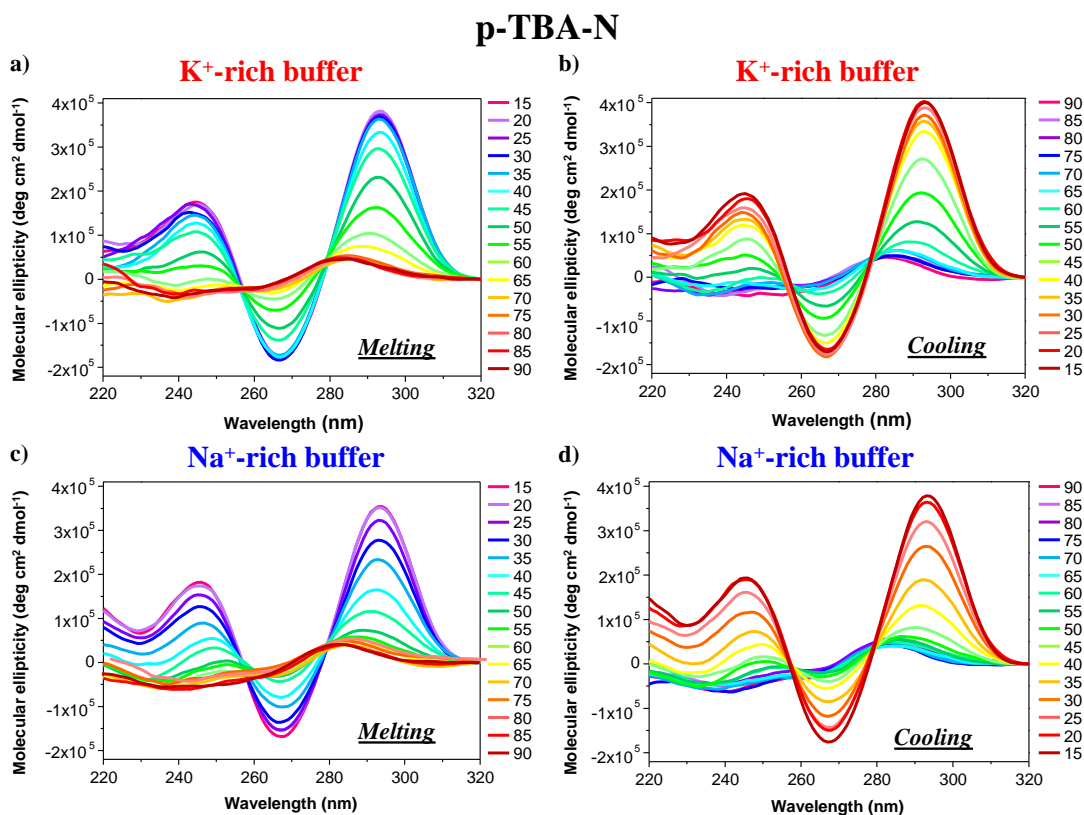 p-TBA-N
a)
K⁺-rich buffer
Molecular ellipticity (deg cm² dmol⁻¹)
4x10⁵
3x10⁵
2x10⁵
1x10⁵
0
-1x10⁵
-2x10⁵
220 240 260 280 300 320
Wavelength (nm)
Melting
15
20
25
30
35
40
45
50
55
60
65
70
75
80
85
90
b)
K⁺-rich buffer
Molecular ellipticity (deg cm² dmol⁻¹)
4x10⁵
3x10⁵
2x10⁵
1x10⁵
0
-1x10⁵
-2x10⁵
220 240 260 280 300 320
Wavelength (nm)
Cooling
90
85
80
75
70
65
60
55
50
45
40
35
30
25
20
15
c)
Na⁺-rich buffer
Molecular ellipticity (deg cm² dmol⁻¹)
4x10⁵
3x10⁵
2x10⁵
1x10⁵
0
-1x10⁵
-2x10⁵
220 240 260 280 300 320
Wavelength (nm)
Melting
15
20
25
30
35
40
45
50
55
60
65
70
75
80
85
90
d)
Na⁺-rich buffer
Molecular ellipticity (deg cm² dmol⁻¹)
4x10⁵
3x10⁵
2x10⁵
1x10⁵
0
-1x10⁵
-2x10⁵
220 240 260 280 300 320
Wavelength (nm)
Cooling
90
85
80
75
70
65
60
55
50
45
40
35
30
25
20
15